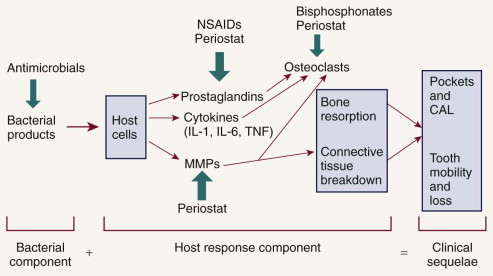 NSAIDs
Periostat
Bisphosphonates
Periostat
Antimicrobials
Osteoclasts
Prostaglandins
Bacterial
products
Host
cells
Cytokines
(IL-1, IL-6, TNF)
MMPs
Periostat
Bone
resorption
Connective
tissue
breakdown
Pockets
and
CAL
Tooth
mobility
and
loss
Bacterial
component
+
Host response component
=
Clinical
sequelae